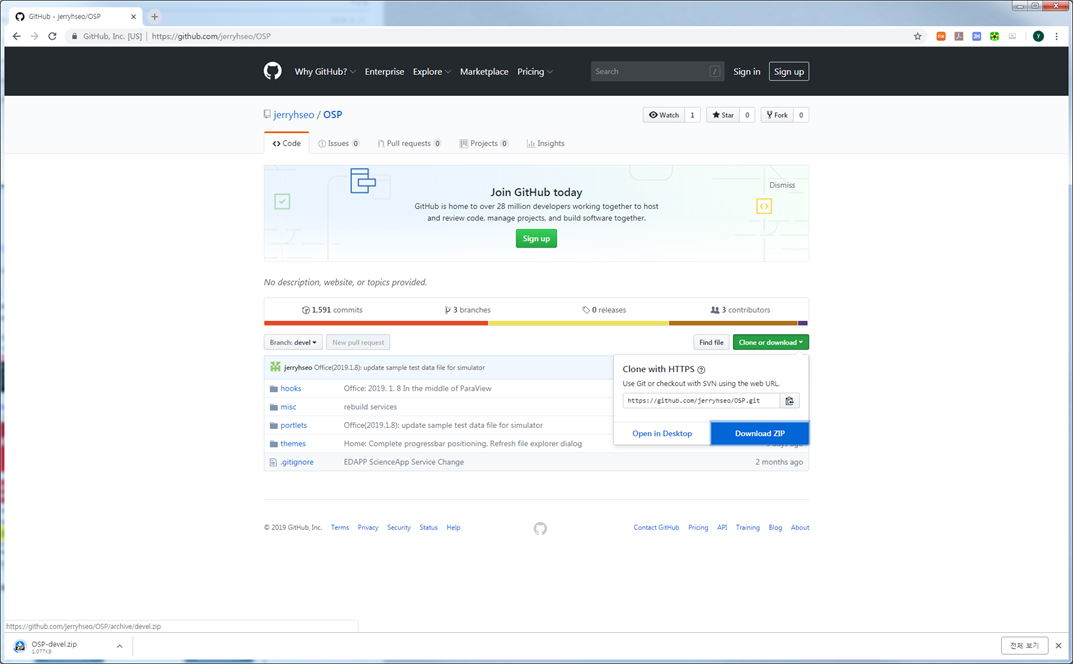 GitHub - jerryhseo/OSP
GitHub, Inc. [US] | https://github.com/jerryhseo/OSP
Why GitHub? Enterprise Explore Marketplace Pricing Search / Sign in Sign up
jerryhseo / OSP Watch 1 Star 0 Fork 0
Code Issues 0 Pull requests 0 Projects 0 Insights
Dismiss
Join GitHub today
GitHub is home to over 28 million developers working together to host
and review code, manage projects, and build software together.
Sign up
No description, website, or topics provided.
1,591 commits 3 branches 0 releases 3 contributors
Branch: devel New pull request Find file Clone or download
jerryhseo Office(2019.1.8): update sample test data file for simulator
hooks Office: 2019. 1. 8 In the middle of ParaView
misc rebuild services
portlets Office(2019.1.8): update sample test data file for simulator
themes Home: Complete progressbar positioning. Refresh file explorer dialog
.gitignore EDAPP ScienceApp Service Change 2 months ago
Clone with HTTPS
Use Git or checkout with SVN using the web URL.
https://github.com/jerryhseo/OSP.git
Open in Desktop Download ZIP
© 2019 GitHub, Inc. Terms Privacy Security Status Help Contact GitHub Pricing API Training Blog About
https://github.com/jerryhseo/OSP/archive/devel.zip
OSP-devel.zip
1,077KB
전체 보기